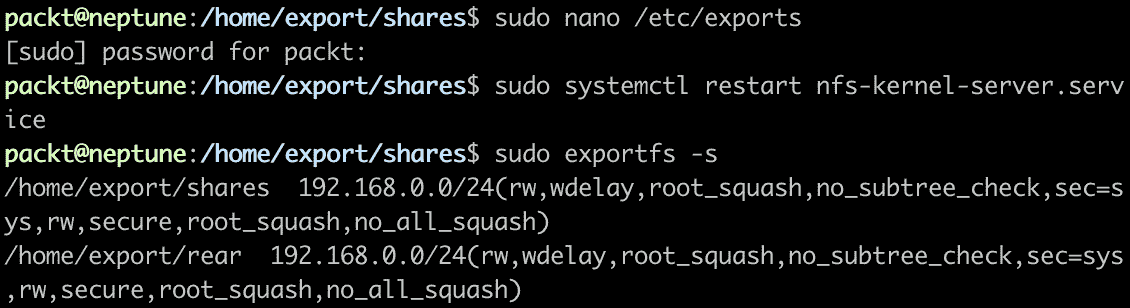 packt@neptune:/home/export/shares$ sudo nano /etc/exports
[sudo] password for packt:
packt@neptune:/home/export/shares$ sudo systemctl restart nfs-kernel-server.serv
ice
packt@neptune:/home/export/shares$ sudo exportfs -s
/home/export/shares  192.168.0.0/24(rw,wdelay,root_squash,no_subtree_check,sec=s
ys,rw,secure,root_squash,no_all_squash)
/home/export/rear  192.168.0.0/24(rw,wdelay,root_squash,no_subtree_check,sec=sys
,rw,secure,root_squash,no_all_squash)